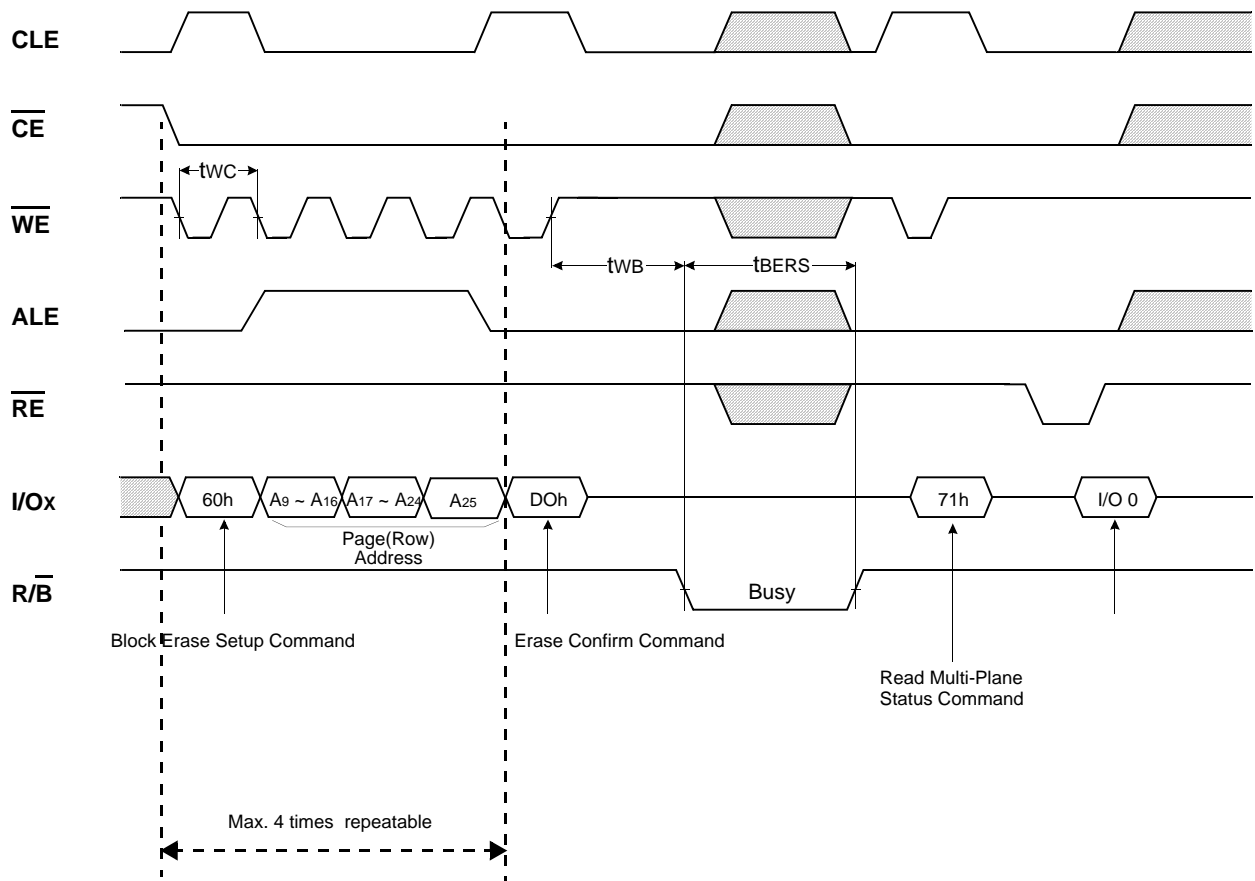 CLE
CE
tWC
WE
tWB
tBERS
ALE
RE
I/Ox
60h
A9 ~ A16
A17 ~ A24
A25
DOh
71h
I/O 0
Page(Row)
Address
R/B
Busy
Block Erase Setup Command
Erase Confirm Command
Read Multi-Plane
Status Command
Max. 4 times repeatable